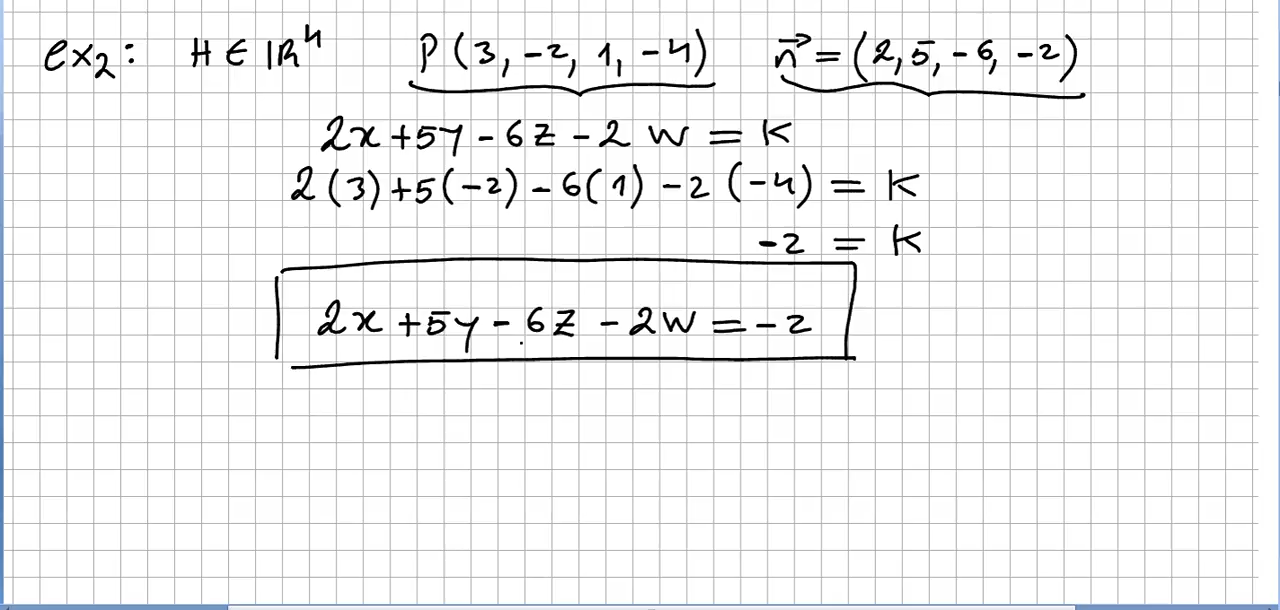 ex2: H ∈ ℝ⁴ P(3, -2, 1, -4) n⃗ = (2, 5, -6, -2)
2x + 5y - 6z - 2w = K
2(3) + 5(-2) - 6(1) - 2(-4) = K
-2 = K
2x + 5y - 6z - 2w = -2